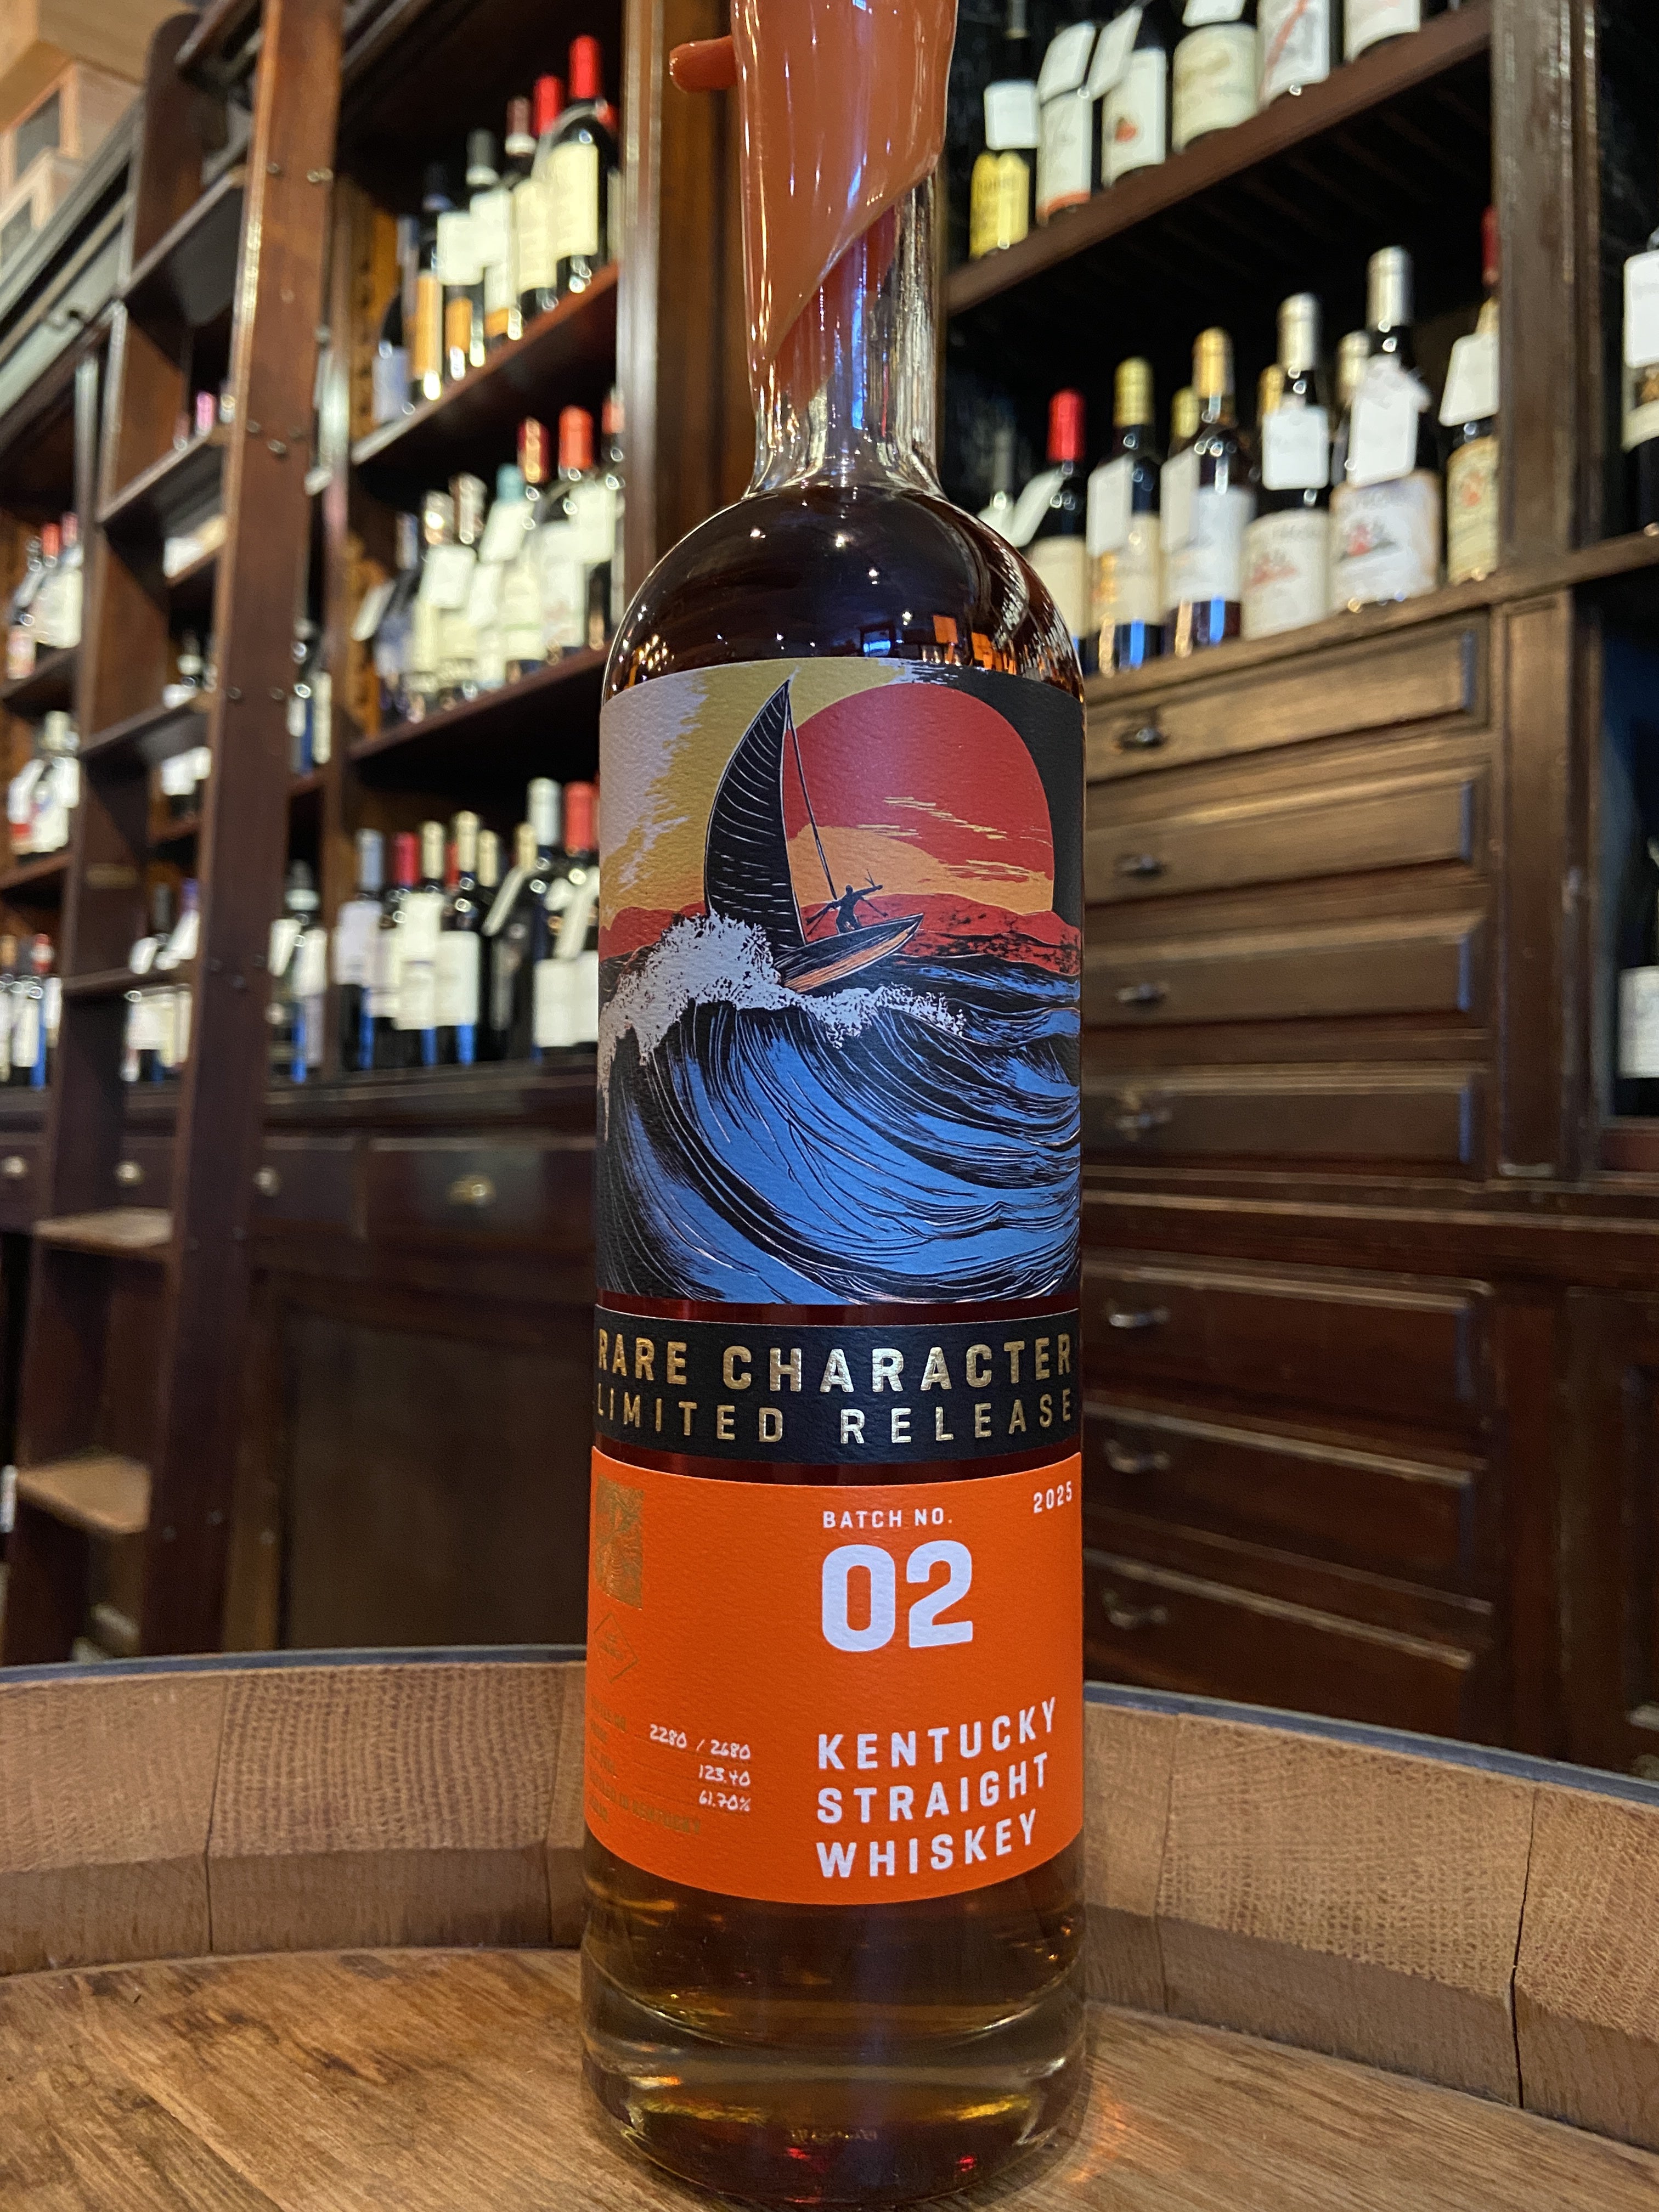 RARE CHARACTER
LIMITED RELEASE
2025
BATCH NO.
02
2280 / 2680
123.40
61.70%
KENTUCKY
STRAIGHT
WHISKEY